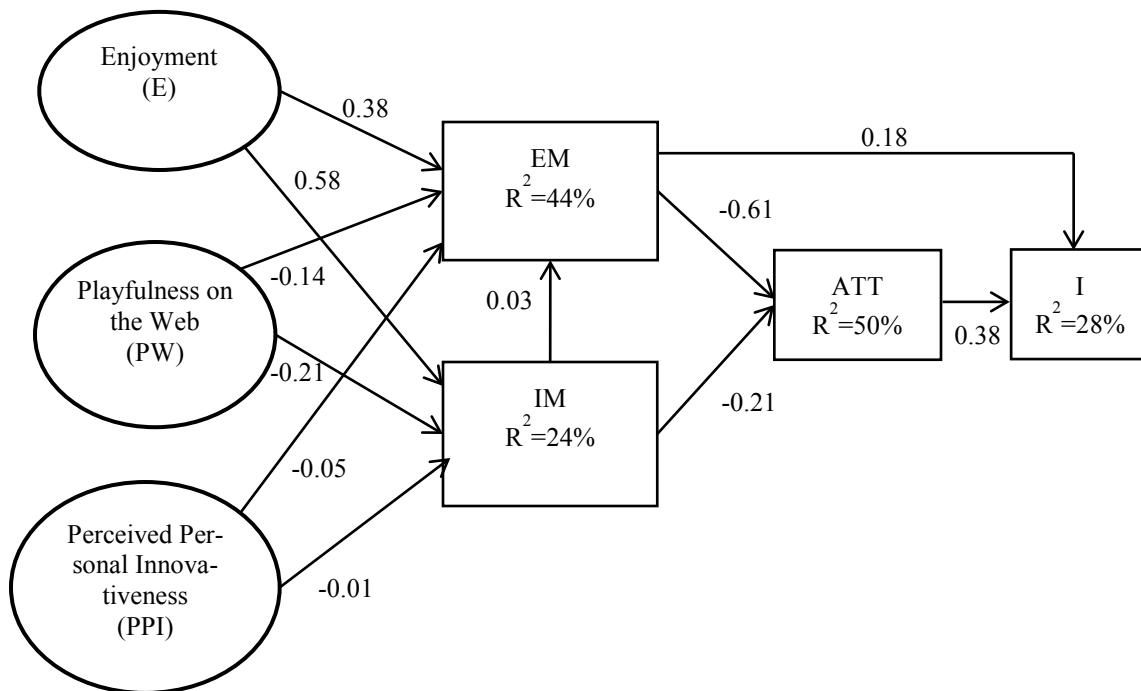 Enjoyment
(E)
0.38
0.58
EM
R²=44%
0.18
-0.61
Playfulness on
the Web
(PW)
-0.14
-0.21
0.03
ATT
R²=50%
0.38
I
R²=28%
IM
R²=24%
-0.21
-0.05
Perceived Per-
sonal Innova-
tiveness
(PPI)
-0.01